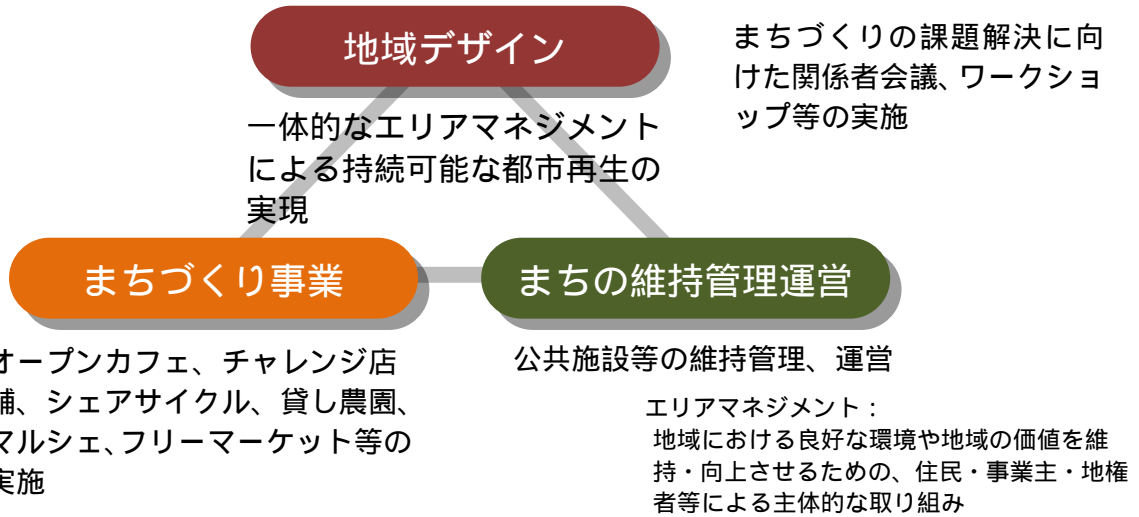 地域デザイン
まちづくりの課題解決に向
けた関係者会議、ワークショ
ップ等の実施
一体的なエリアマネジメント
による持続可能な都市再生の
実現
まちづくり事業
まちの維持管理運営
オープンカフェ、チャレンジ店
舗、シェアサイクル、貸し農園、
マルシェ、フリーマーケット等の
実施
公共施設等の維持管理、運営
エリアマネジメント：
地域における良好な環境や地域の価値を維
持・向上させるための、住民・事業主・地権
者等による主体的な取り組み